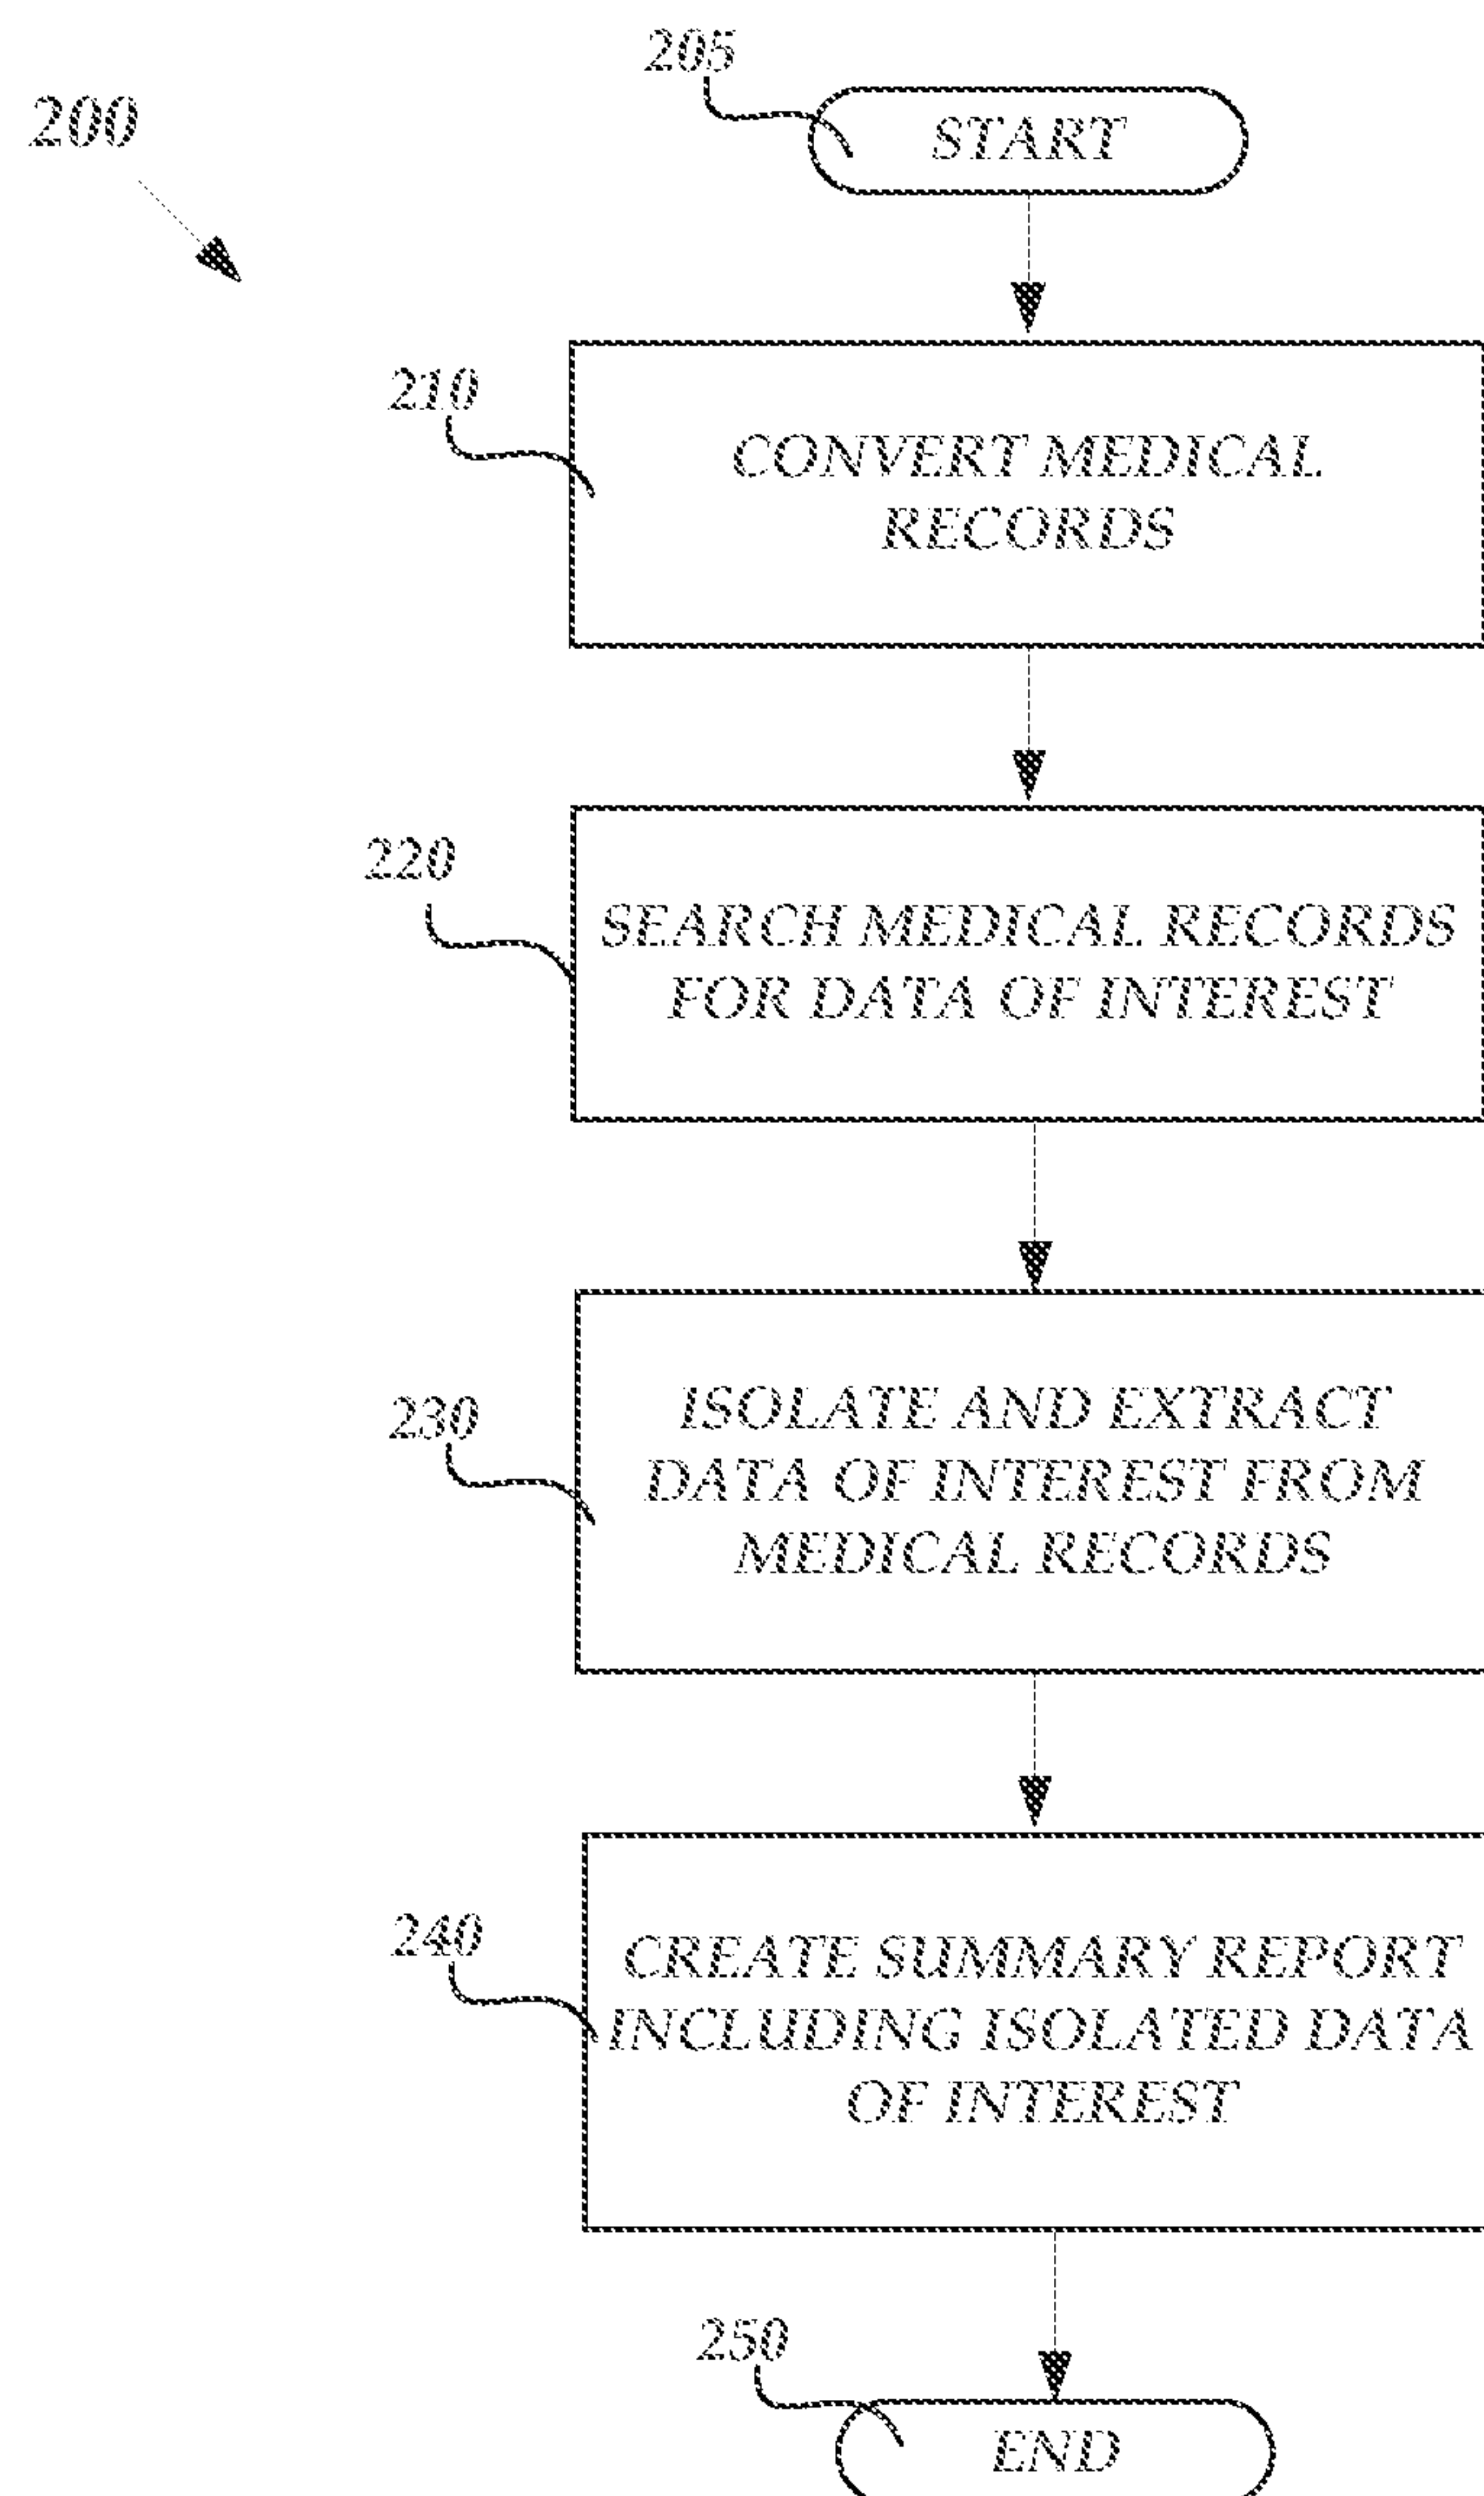 205
200
START
210
CONVERT MEDICAL
RECORDS
220
SEARCH MEDICAL RECORDS
FOR DATA OF INTEREST
230
ISOLATE AND EXTRACT
DATA OF INTEREST FROM
MEDICAL RECORDS
240
CREATE SUMMARY REPORT
INCLUDING ISOLATED DATA
OF INTEREST
250
END